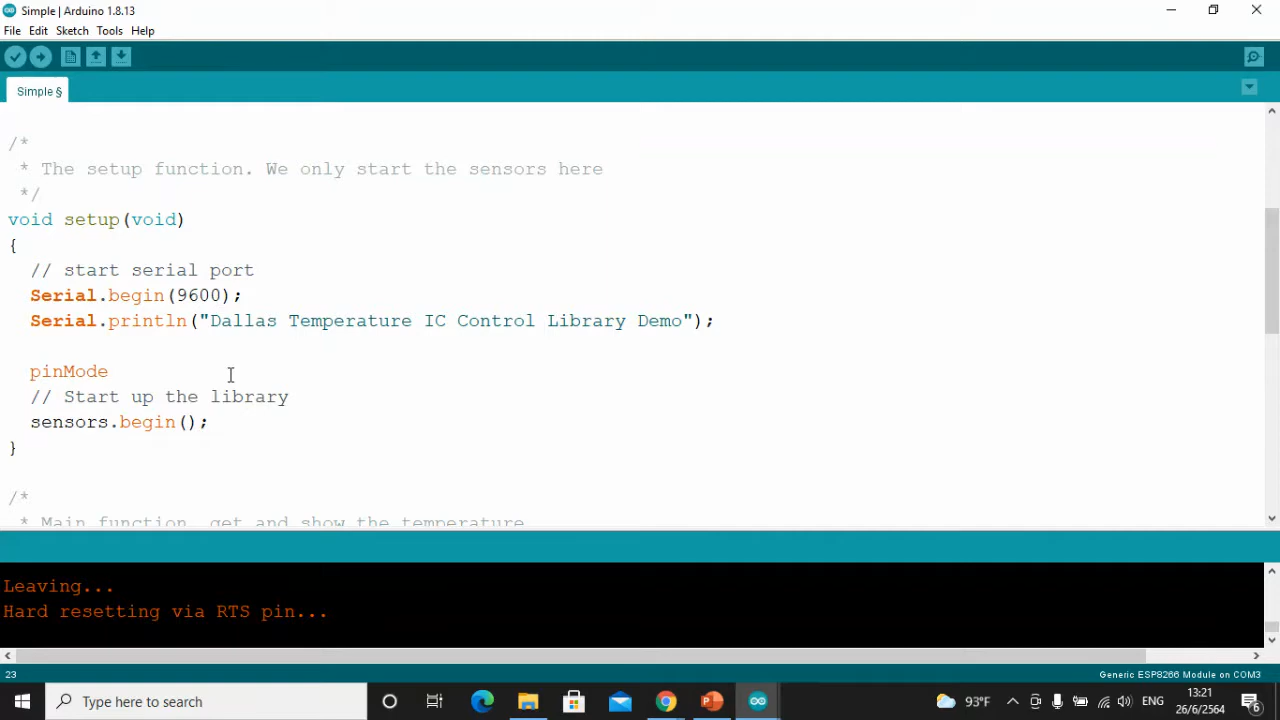 Simple | Arduino 1.8.13
File Edit Sketch Tools Help
Simple §
/*
* The setup function. We only start the sensors here
*/
void setup(void)
{
// start serial port
Serial.begin(9600);
Serial.println("Dallas Temperature IC Control Library Demo");
pinMode
// Start up the library
sensors.begin();
}
/*
* Main function, get and show the temperature
Leaving...
Hard resetting via RTS pin...
23
Generic ESP8266 Module on COM3
Type here to search
93°F
ENG
13:21
26/6/2564
6